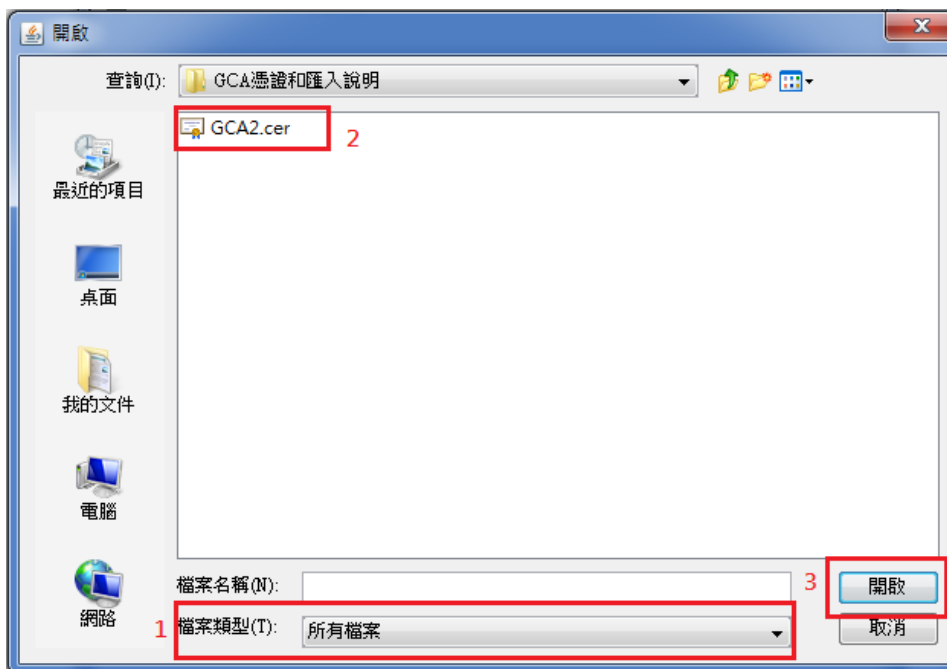 開啟
查詢(I):
GCA憑證和匯入說明
GCA2.cer
2
最近的項目
桌面
我的文件
電腦
網路
檔案名稱(N):
3
開啟
1
檔案類型(T):
所有檔案
取消